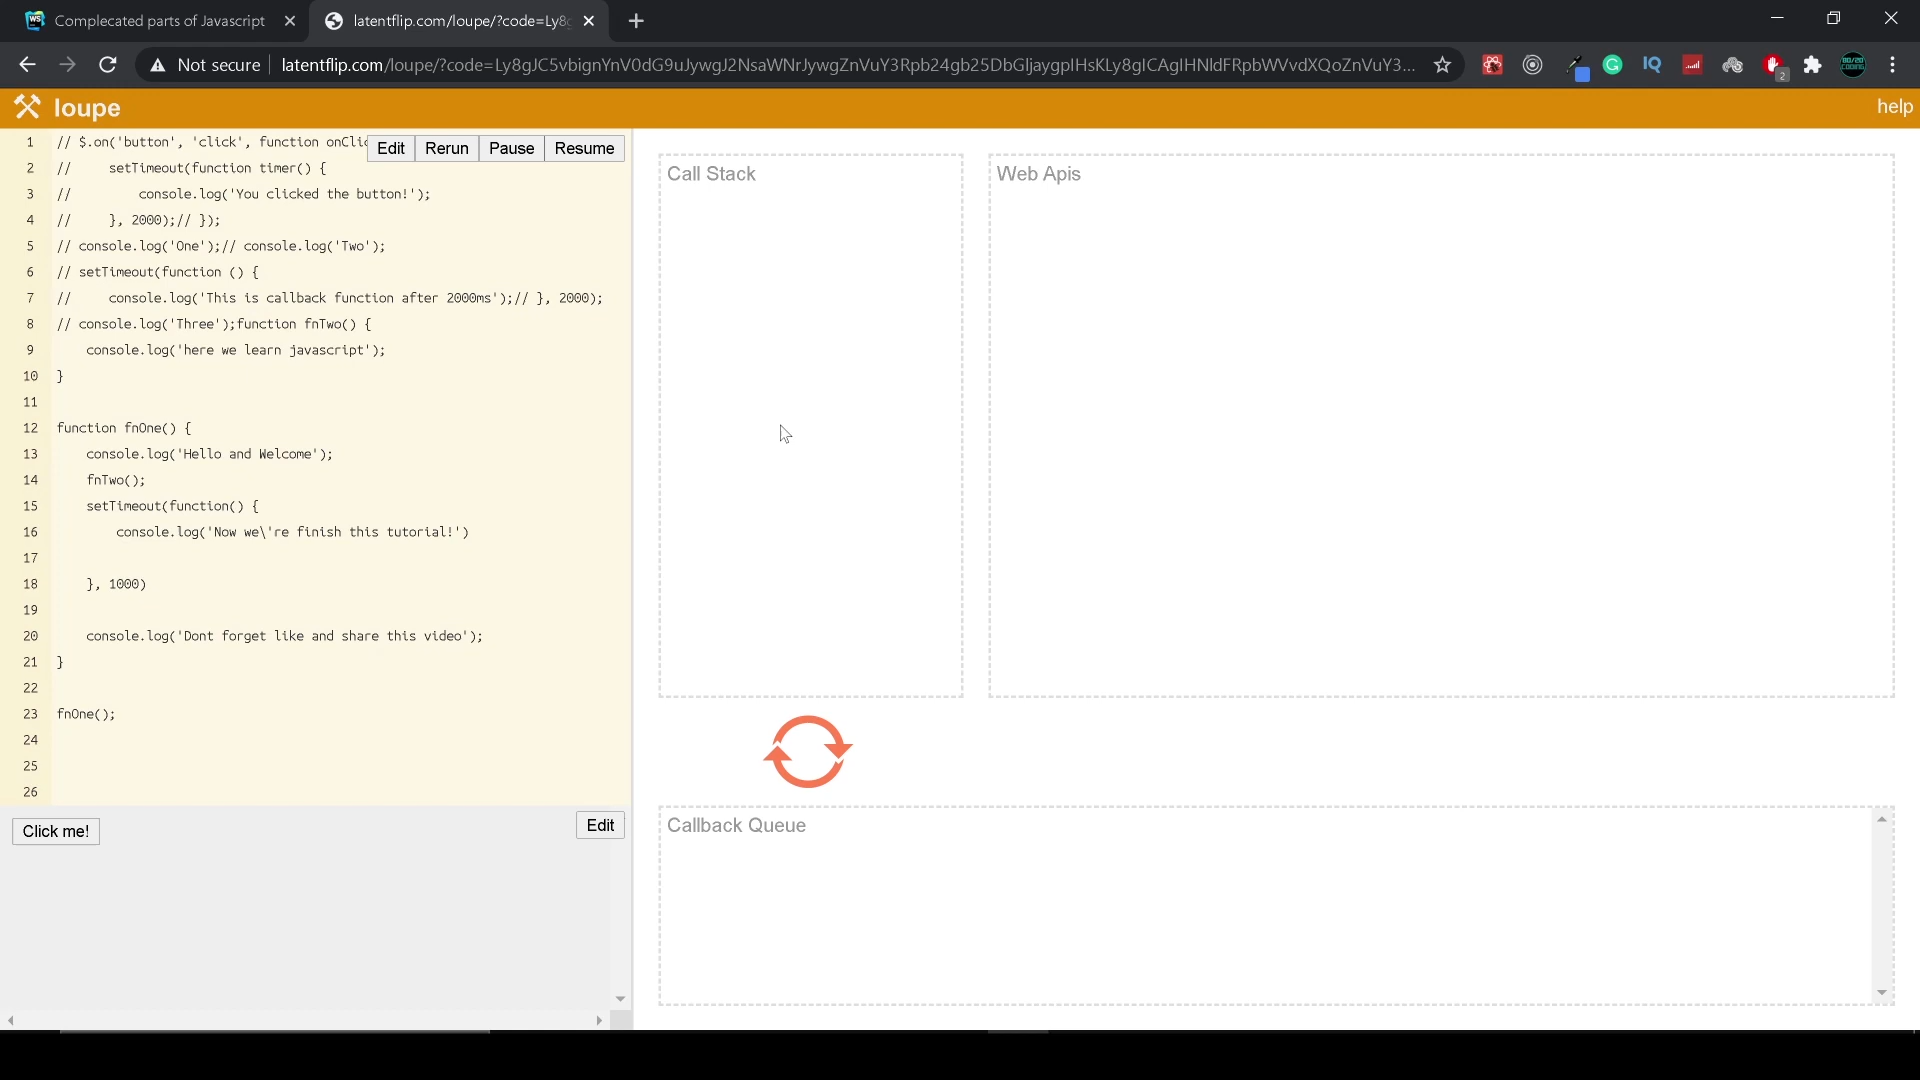 Complecated parts of Javascript
latentflip.com/loupe/?code=Ly8g
Not secure
latentflip.com/loupe/?code=Ly8gJC5vbignYnV0dG9uJywgJ2NsaWNrJywgZnVuY3Rpb24gb25DbGljaygpIHsKLy8gICAgIHNldFRpbWVvdXQoZnVuY3...
2
loupe
help
Edit
Rerun
Pause
Resume
1 // $.on('button', 'click', function onClic
2 //     setTimeout(function timer() {
3 //         console.log('You clicked the button!');
4 //     }, 2000);// });
5 // console.log('One');// console.log('Two');
6 // setTimeout(function () {
7 //     console.log('This is callback function after 2000ms');// }, 2000);
8 // console.log('Three');function fnTwo() {
9     console.log('here we learn javascript');
10 }
11
12 function fnOne() {
13     console.log('Hello and Welcome');
14     fnTwo();
15     setTimeout(function() {
16         console.log('Now we\'re finish this tutorial!')
17
18     }, 1000)
19
20     console.log('Dont forget like and share this video');
21 }
22
23 fnOne();
24
25
26
Click me!
Edit
Call Stack
Web Apis
Callback Queue